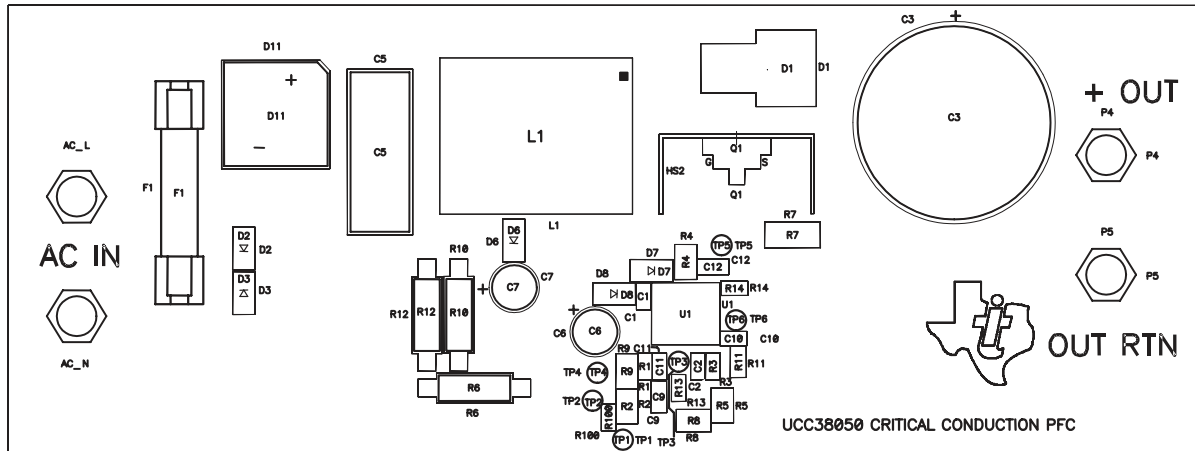 C3
+
D11
C5
+
D11
−
C5
L1
D1
D1
C3
+ OUT
P4
P4
AC_L
F1
F1
HS2
Q1
G
S
Q1
R7
R7
L1
AC IN
D2
D2
D3
D3
R10
D6
D6
C7
C7
+
R12
R12
R10
R4
R4
TP5
TP5
D7
D7
C12
C12
D8
D8
C1
C1
U1
U1
R14
R14
P5
P5
+
C6
C6
TP6
TP6
C10
C10
AC_N
OUT RTN
R9
C11
R9
R1
C11
TP3
C2
R3
R11
R11
TP4
TP4
R1
R13
C2
R3
R6
R6
TP2
TP2
R100
R2
R2
C9
C9
R13
R5
R5
R8
R8
R100
TP1
TP1
TP3
UCC38050 CRITICAL CONDUCTION PFC